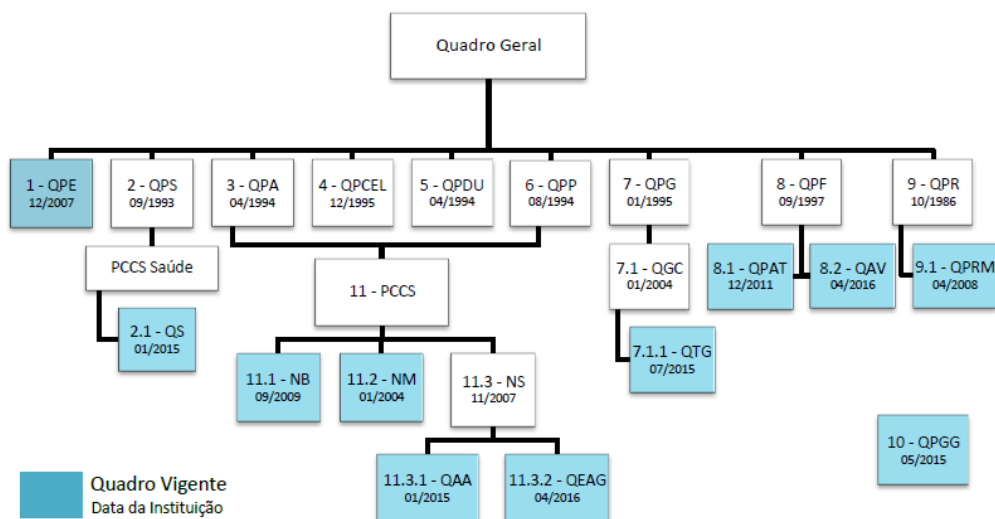 Quadro Geral
1 - QPE
12/2007
2 - QPS
09/1993
3 - QPA
04/1994
4 - QPCEL
12/1995
5 - QPDU
04/1994
6 - QPP
08/1994
7 - QPG
01/1995
8 - QPF
09/1997
9 - QPR
10/1986
PCCS Saúde
11 - PCCS
7.1 - QGC
01/2004
8.1 - QPAT
12/2011
8.2 - QAV
04/2016
9.1 - QPRM
04/2008
2.1 - QS
01/2015
11.1 - NB
09/2009
11.2 - NM
01/2004
11.3 - NS
11/2007
7.1.1 - QTG
07/2015
10 - QPGG
05/2015
11.3.1 - QAA
01/2015
11.3.2 - QEAG
04/2016
Quadro Vigente
Data da Instituição